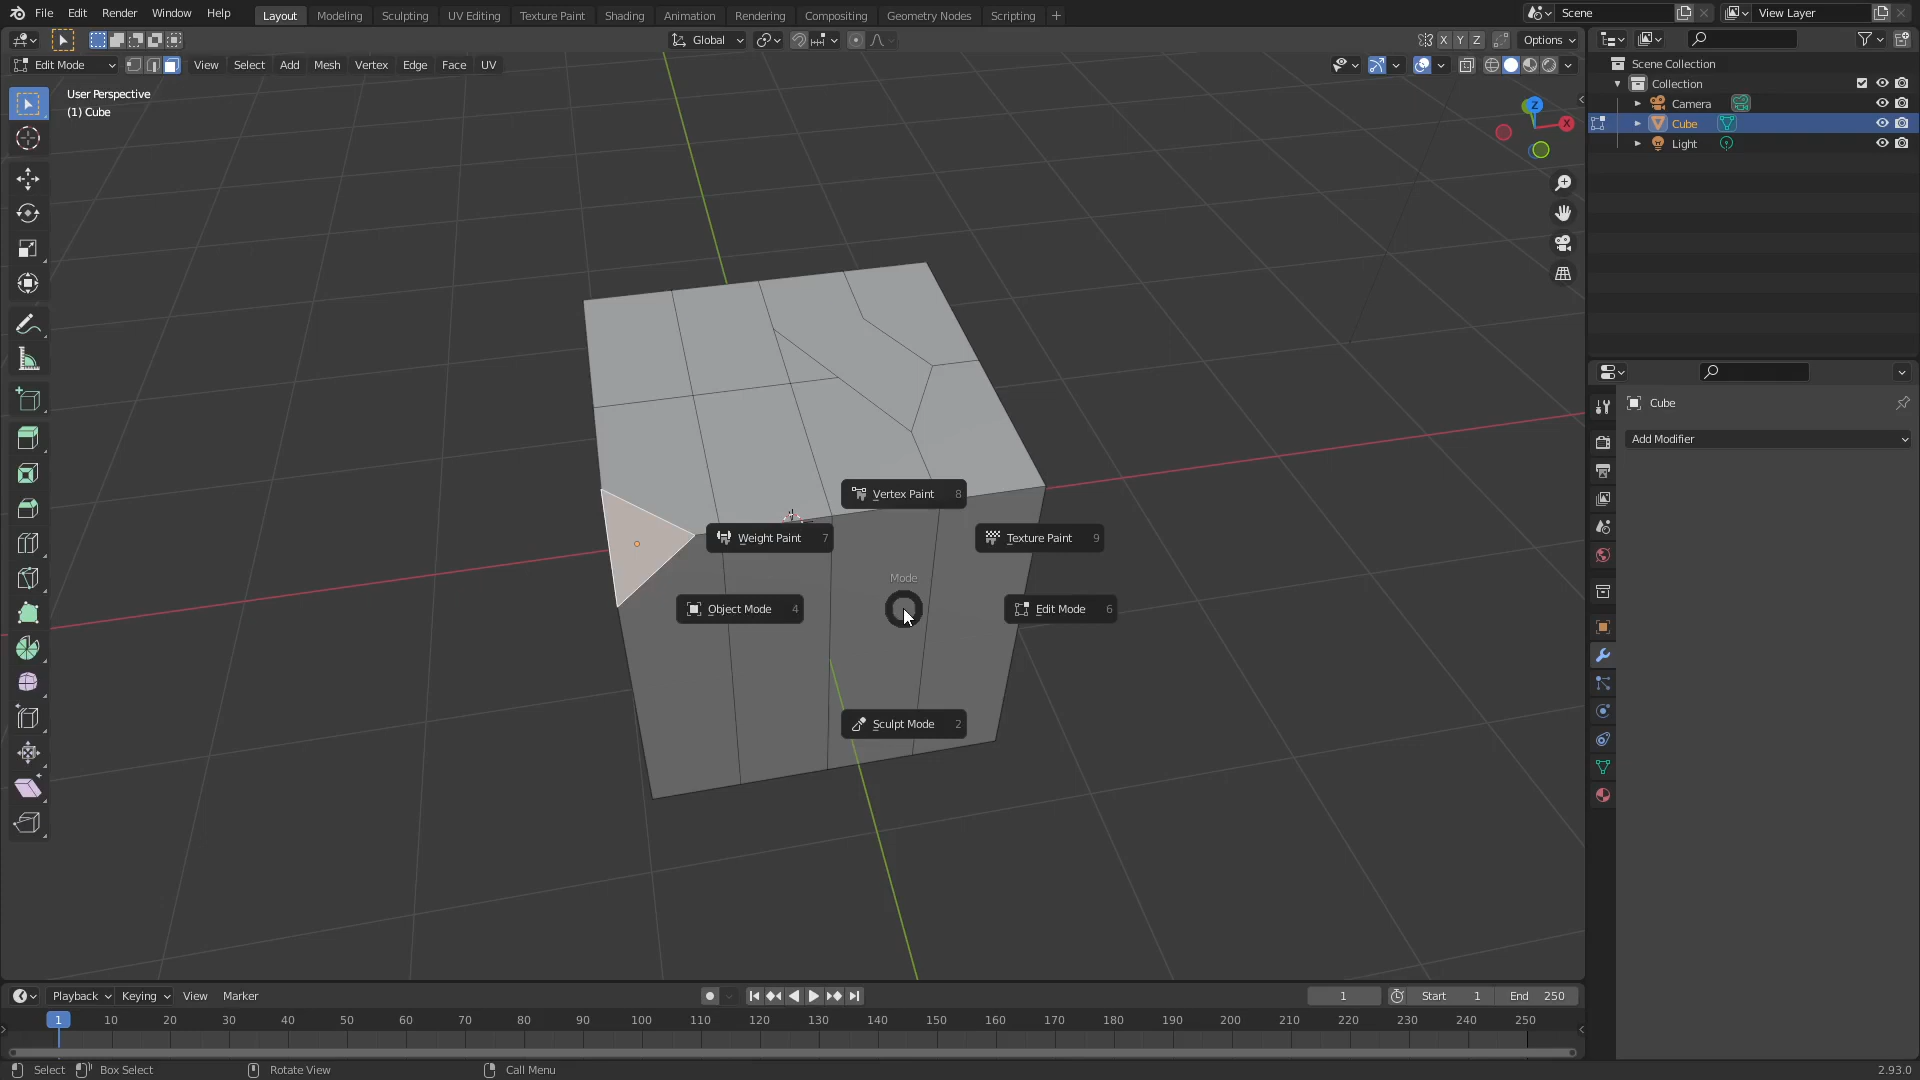 File Edit Render Window Help Layout Modeling Sculpting UV Editing Texture Paint Shading Animation Rendering Compositing Geometry Nodes Scripting + Scene View Layer
Global X Y Z Options
Edit Mode View Select Add Mesh Vertex Edge Face UV
Scene Collection
Collection
Camera
Cube
Light
User Perspective
(1) Cube
Z
X
Cube
Add Modifier
Vertex Paint 8
Weight Paint 7
Texture Paint 9
Mode
Object Mode 4
Edit Mode 6
Sculpt Mode 2
Playback Keying View Marker 1 Start 1 End 250
1 10 20 30 40 50 60 70 80 90 100 110 120 130 140 150 160 170 180 190 200 210 220 230 240 250
Select Box Select Rotate View Call Menu 2.93.0